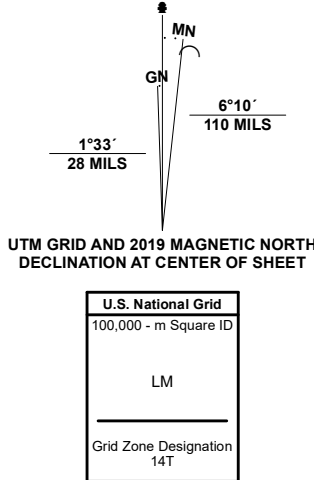 MN
GN
6°10´
110 MILS
1°33´
28 MILS
UTM GRID AND 2019 MAGNETIC NORTH
DECLINATION AT CENTER OF SHEET
U.S. National Grid
100,000 - m Square ID
LM
Grid Zone Designation
14T